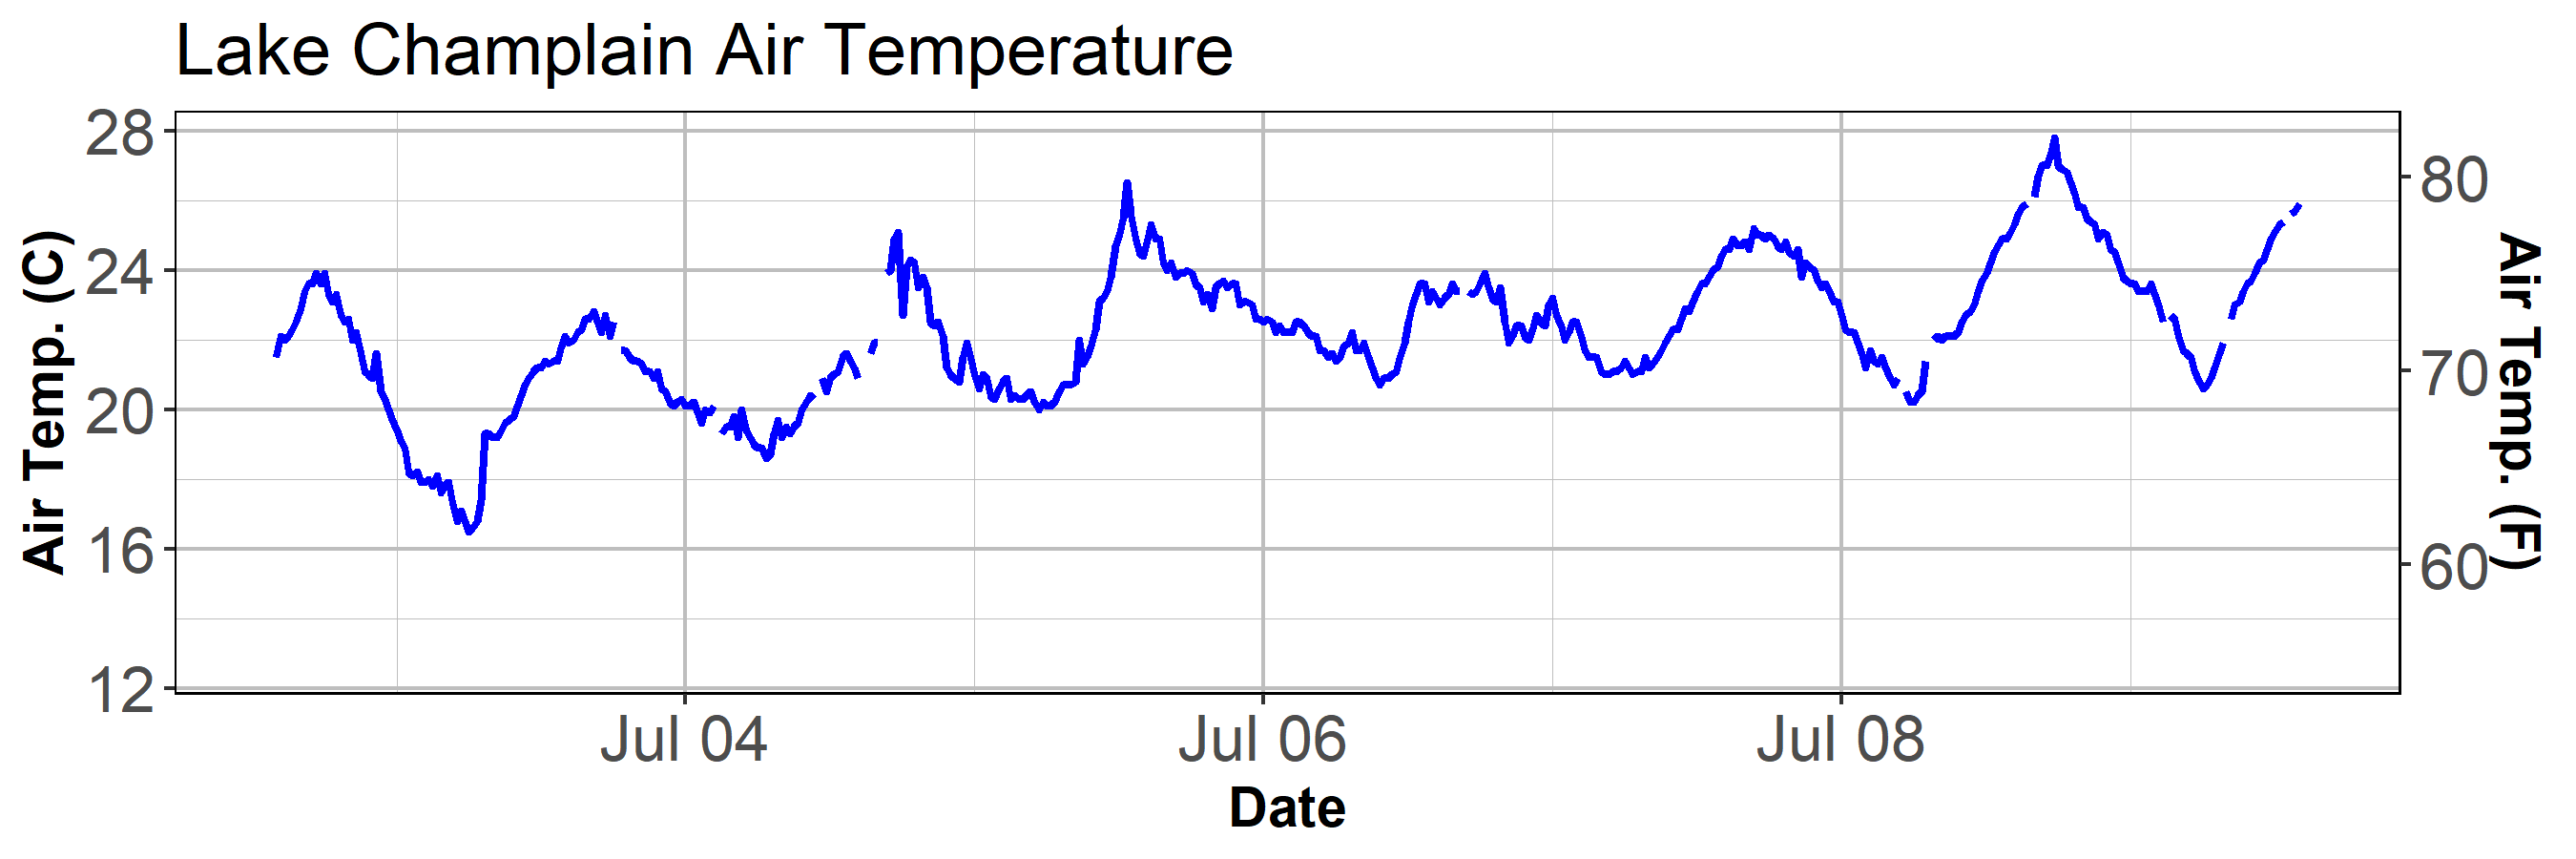 Lake Champlain Air Temperature
28
24
20
16
12
Air Temp. (C)
80
70
60
Air Temp. (F)
Jul 04 Jul 06 Jul 08
Date